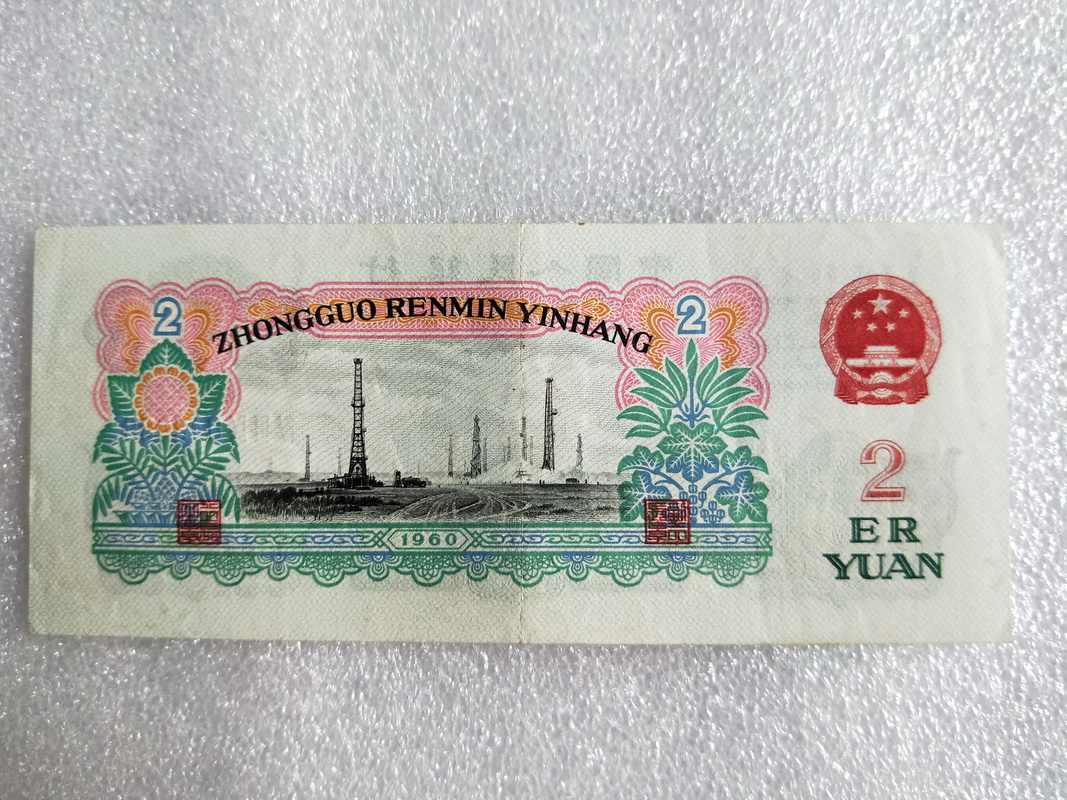 2 2
ZHONGGUO RENMIN YINHANG
1960
2
ER
YUAN